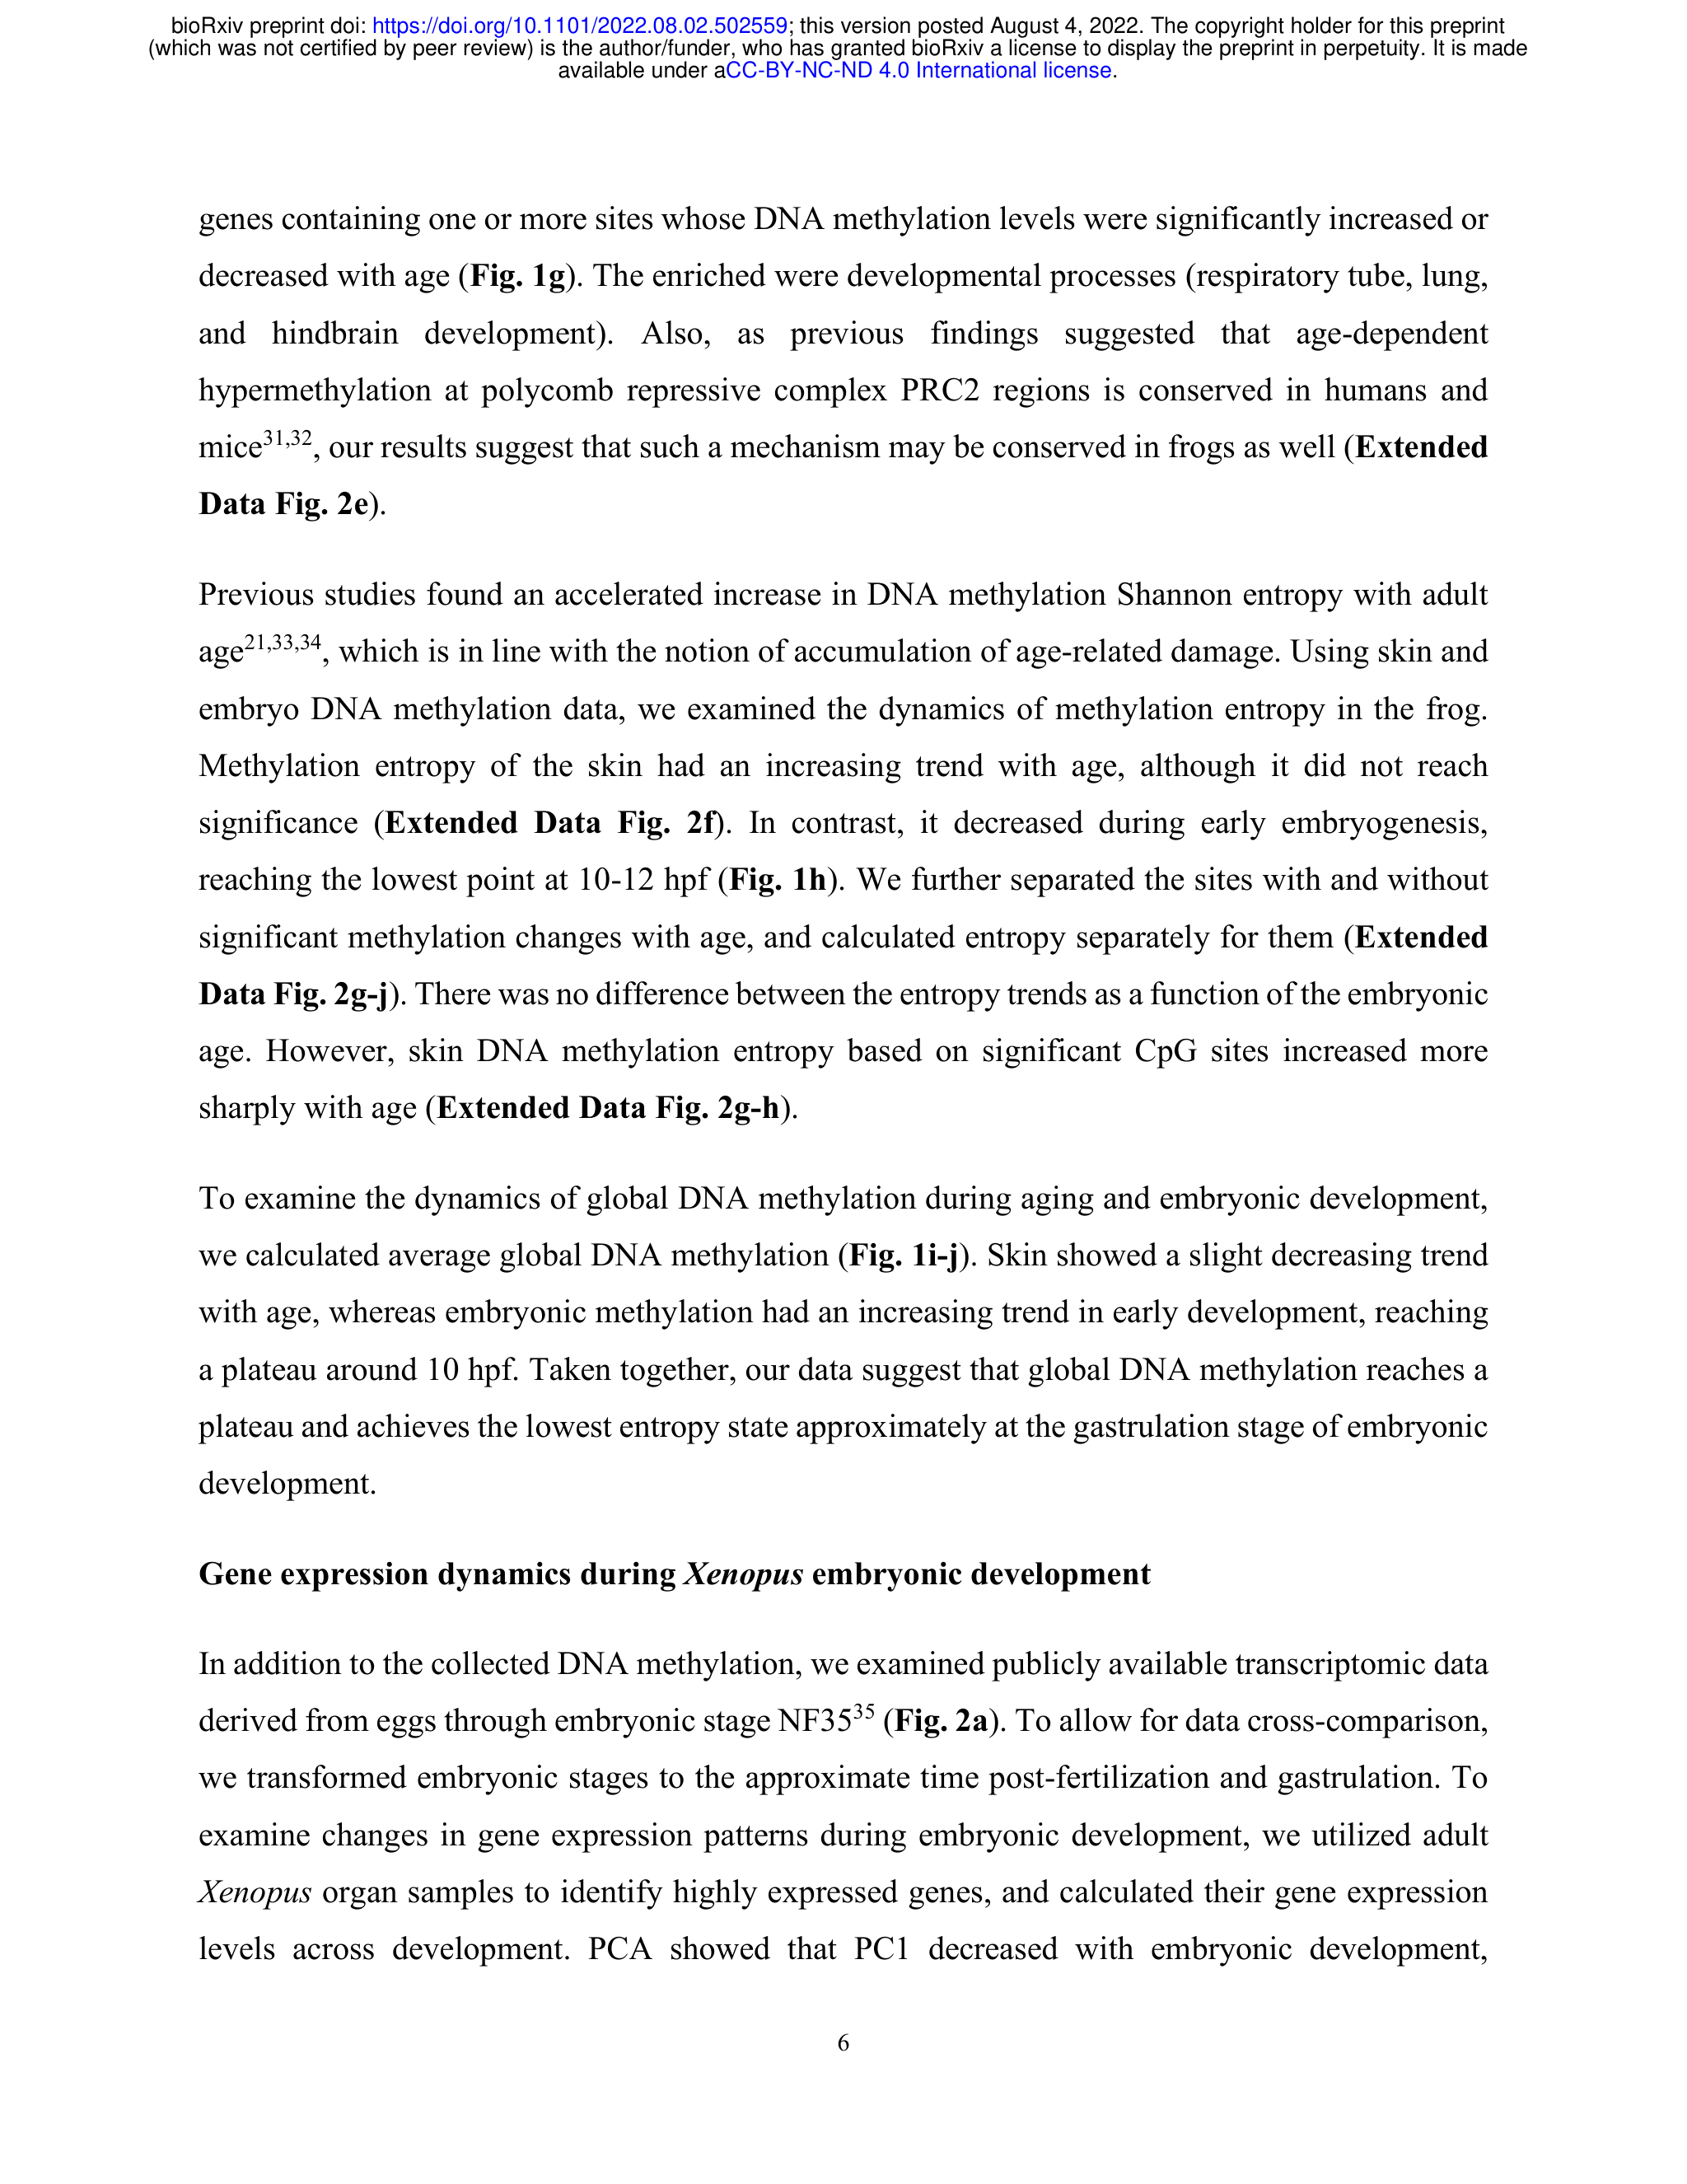 bioRxiv preprint doi: https://doi.org/10.1101/2022.08.02.502559; this version posted August 4, 2022. The copyright holder for this preprint
(which was not certified by peer review) is the author/funder, who has granted bioRxiv a license to display the preprint in perpetuity. It is made
available under aCC-BY-NC-ND 4.0 International license.
genes containing one or more sites whose DNA methylation levels were significantly increased or
decreased with age (Fig. 1g). The enriched were developmental processes (respiratory tube, lung,
and hindbrain development). Also, as previous findings suggested that age-dependent
hypermethylation at polycomb repressive complex PRC2 regions is conserved in humans and
mice31,32, our results suggest that such a mechanism may be conserved in frogs as well (Extended
Data Fig. 2e).
Previous studies found an accelerated increase in DNA methylation Shannon entropy with adult
age21,33,34, which is in line with the notion of accumulation of age-related damage. Using skin and
embryo DNA methylation data, we examined the dynamics of methylation entropy in the frog.
Methylation entropy of the skin had an increasing trend with age, although it did not reach
significance (Extended Data Fig. 2f). In contrast, it decreased during early embryogenesis,
reaching the lowest point at 10-12 hpf (Fig. 1h). We further separated the sites with and without
significant methylation changes with age, and calculated entropy separately for them (Extended
Data Fig. 2g-j). There was no difference between the entropy trends as a function of the embryonic
age. However, skin DNA methylation entropy based on significant CpG sites increased more
sharply with age (Extended Data Fig. 2g-h).
To examine the dynamics of global DNA methylation during aging and embryonic development,
we calculated average global DNA methylation (Fig. 1i-j). Skin showed a slight decreasing trend
with age, whereas embryonic methylation had an increasing trend in early development, reaching
a plateau around 10 hpf. Taken together, our data suggest that global DNA methylation reaches a
plateau and achieves the lowest entropy state approximately at the gastrulation stage of embryonic
development.
Gene expression dynamics during Xenopus embryonic development
In addition to the collected DNA methylation, we examined publicly available transcriptomic data
derived from eggs through embryonic stage NF3535 (Fig. 2a). To allow for data cross-comparison,
we transformed embryonic stages to the approximate time post-fertilization and gastrulation. To
examine changes in gene expression patterns during embryonic development, we utilized adult
Xenopus organ samples to identify highly expressed genes, and calculated their gene expression
levels across development. PCA showed that PC1 decreased with embryonic development,
6